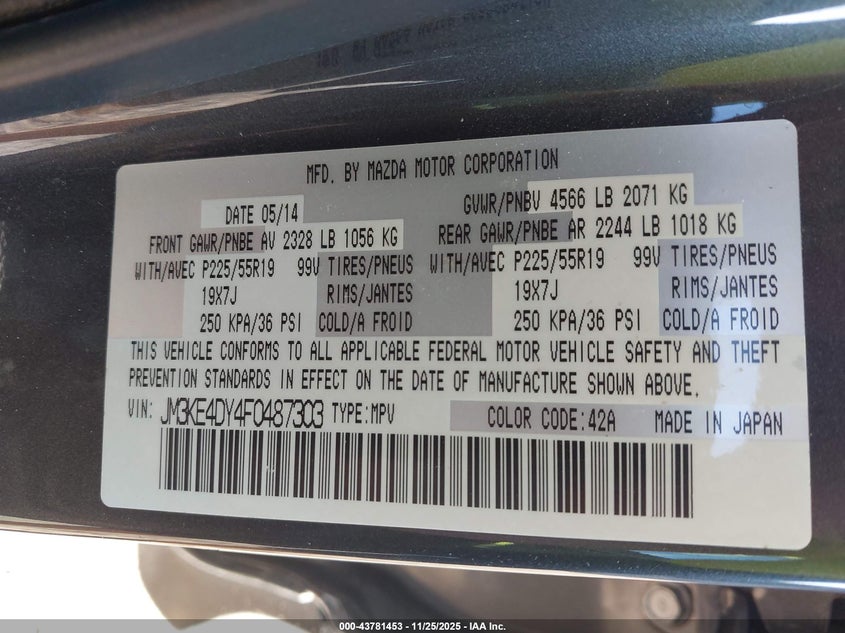 MFD. BY MAZDA MOTOR CORPORATION
DATE 05/14 GVWR/PNBV 4566 LB 2071 KG
FRONT GAWR/PNBE AV 2328 LB 1056 KG REAR GAWR/PNBE AR 2244 LB 1018 KG
WITH/AVEC P225/55R19 99V TIRES/PNEUS WITH/AVEC P225/55R19 99V TIRES/PNEUS
19X7J RIMS/JANTES 19X7J RIMS/JANTES
250 KPA/36 PSI COLD/A FROID 250 KPA/36 PSI COLD/A FROID
THIS VEHICLE CONFORMS TO ALL APPLICABLE FEDERAL MOTOR VEHICLE SAFETY AND THEFT
PREVENTION STANDARDS IN EFFECT ON THE DATE OF MANUFACTURE SHOWN ABOVE.
VIN: JM3KE4DY4F0487303 TYPE:MPV COLOR CODE:42A MADE IN JAPAN
000-43781453 - 11/25/2025 - IAA Inc.